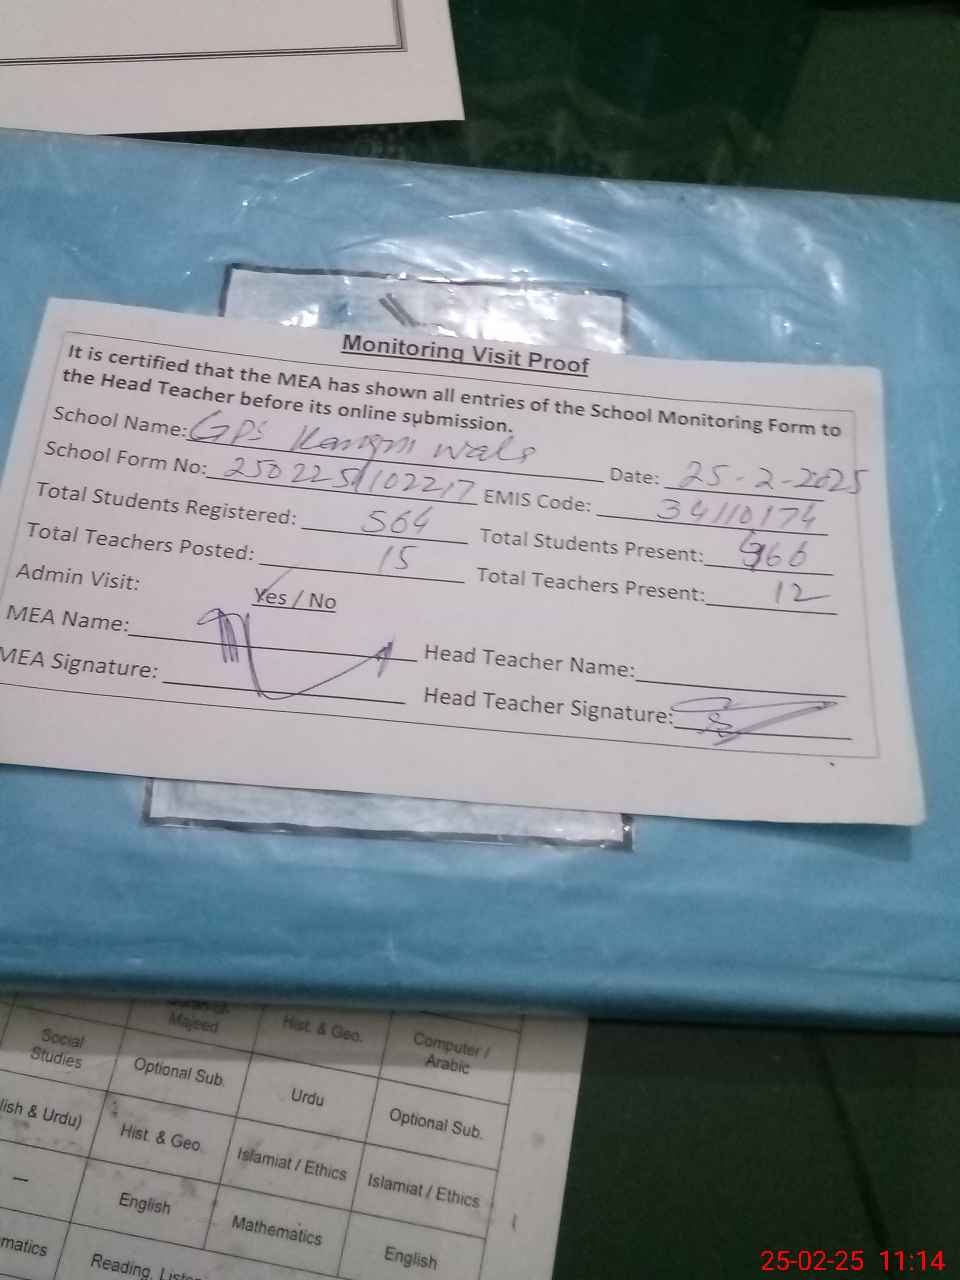 Monitoring Visit Proof
It is certified that the MEA has shown all entries of the School Monitoring Form to
the Head Teacher before its online submission.
School Name: GPS Date: 25-2-2025
School Form No: 2502251102217 EMIS Code: 34110174
Total Students Registered: 564 Total Students Present: 466
Total Teachers Posted: 15 Total Teachers Present: 12
Admin Visit: Yes / No
MEA Name: Head Teacher Name:
MEA Signature: Head Teacher Signature:
Majeed Hist. & Geo. Computer / Arabic
Social Studies Optional Sub. Urdu Optional Sub.
lish & Urdu) Hist. & Geo. Islamiat / Ethics Islamiat / Ethics
— English Mathematics English
matics Reading,
25-02-25 11:14